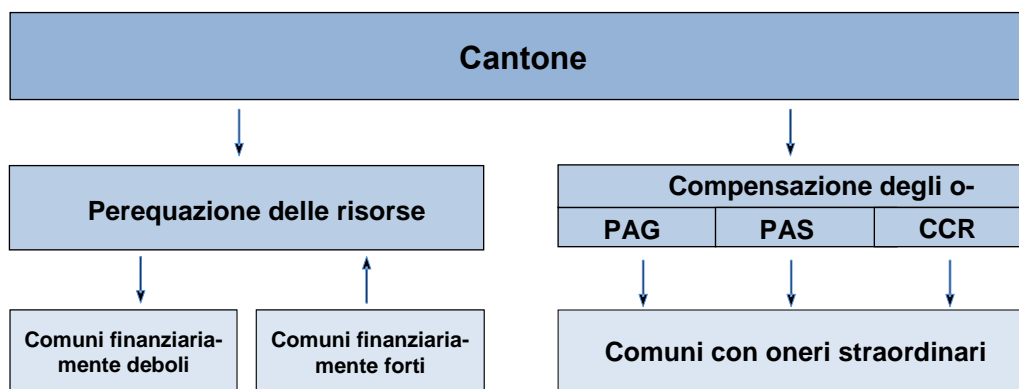 Cantone
Perequazione delle risorse
Compensazione degli o-
PAG PAS CCR
Comuni finanziaria-
mente deboli
Comuni finanziaria-
mente forti
Comuni con oneri straordinari